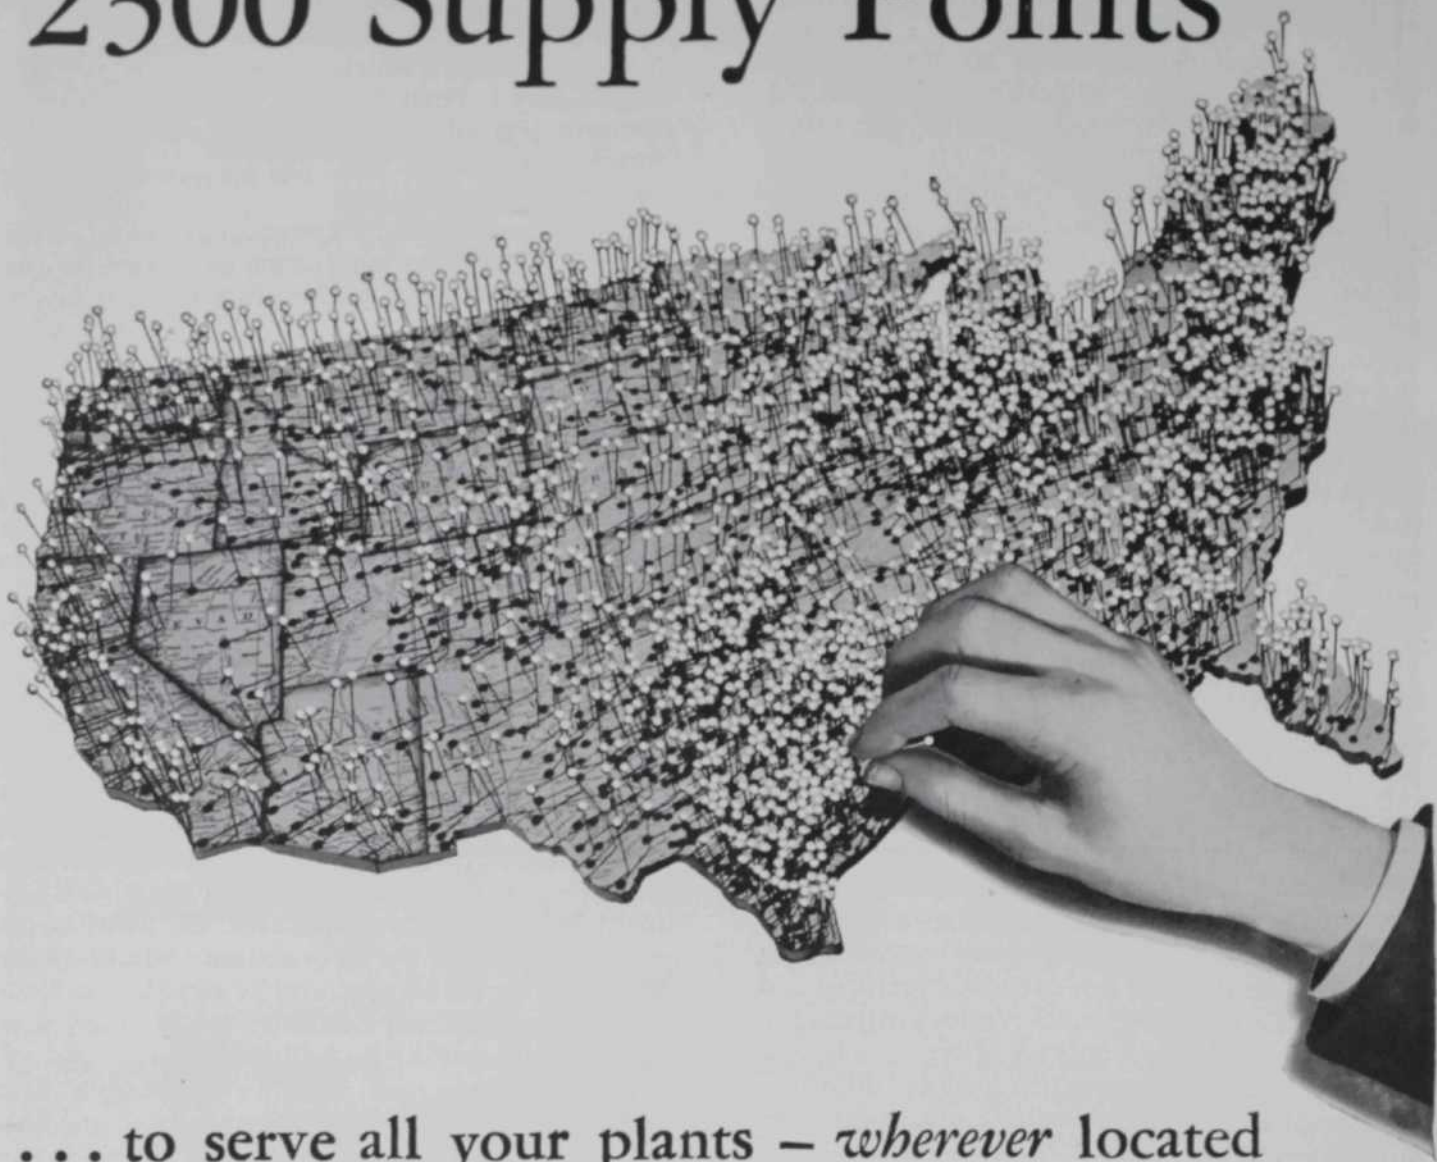 2300 Supply Points
... to serve all your plants – wherever located